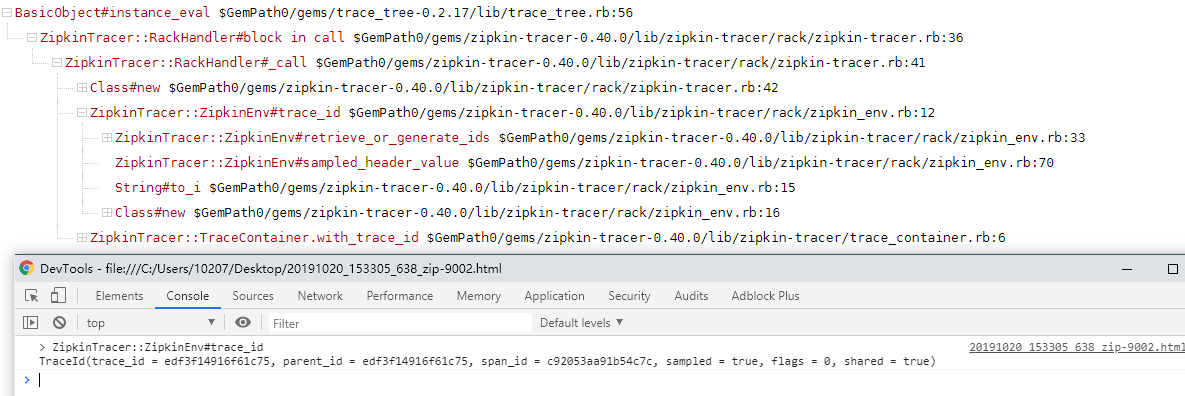 BasicObject#instance_eval $GemPath0/gems/trace_tree-0.2.17/lib/trace_tree.rb:56
ZipkinTracer::RackHandler#block in call $GemPath0/gems/zipkin-tracer-0.40.0/lib/zipkin-tracer/rack/zipkin-tracer.rb:36
ZipkinTracer::RackHandler#_call $GemPath0/gems/zipkin-tracer-0.40.0/lib/zipkin-tracer/rack/zipkin-tracer.rb:41
Class#new $GemPath0/gems/zipkin-tracer-0.40.0/lib/zipkin-tracer/rack/zipkin-tracer.rb:42
ZipkinTracer::ZipkinEnv#trace_id $GemPath0/gems/zipkin-tracer-0.40.0/lib/zipkin-tracer/rack/zipkin_env.rb:12
ZipkinTracer::ZipkinEnv#retrieve_or_generate_ids $GemPath0/gems/zipkin-tracer-0.40.0/lib/zipkin-tracer/rack/zipkin_env.rb:33
ZipkinTracer::ZipkinEnv#sampled_header_value $GemPath0/gems/zipkin-tracer-0.40.0/lib/zipkin-tracer/rack/zipkin_env.rb:70
String#to_i $GemPath0/gems/zipkin-tracer-0.40.0/lib/zipkin-tracer/rack/zipkin_env.rb:15
Class#new $GemPath0/gems/zipkin-tracer-0.40.0/lib/zipkin-tracer/rack/zipkin_env.rb:16
ZipkinTracer::TraceContainer.with_trace_id $GemPath0/gems/zipkin-tracer-0.40.0/lib/zipkin-tracer/trace_container.rb:6
DevTools - file:///C:/Users/10207/Desktop/20191020_153305_638_zip-9002.html
Elements Console Sources Network Performance Memory Application Security Audits Adblock Plus
top Filter Default levels ▼
> ZipkinTracer::ZipkinEnv#trace_id 20191020 153305 638 zip-9002.html
TraceId(trace_id = edf3f14916f61c75, parent_id = edf3f14916f61c75, span_id = c92053aa91b54c7c, sampled = true, flags = 0, shared = true)
>